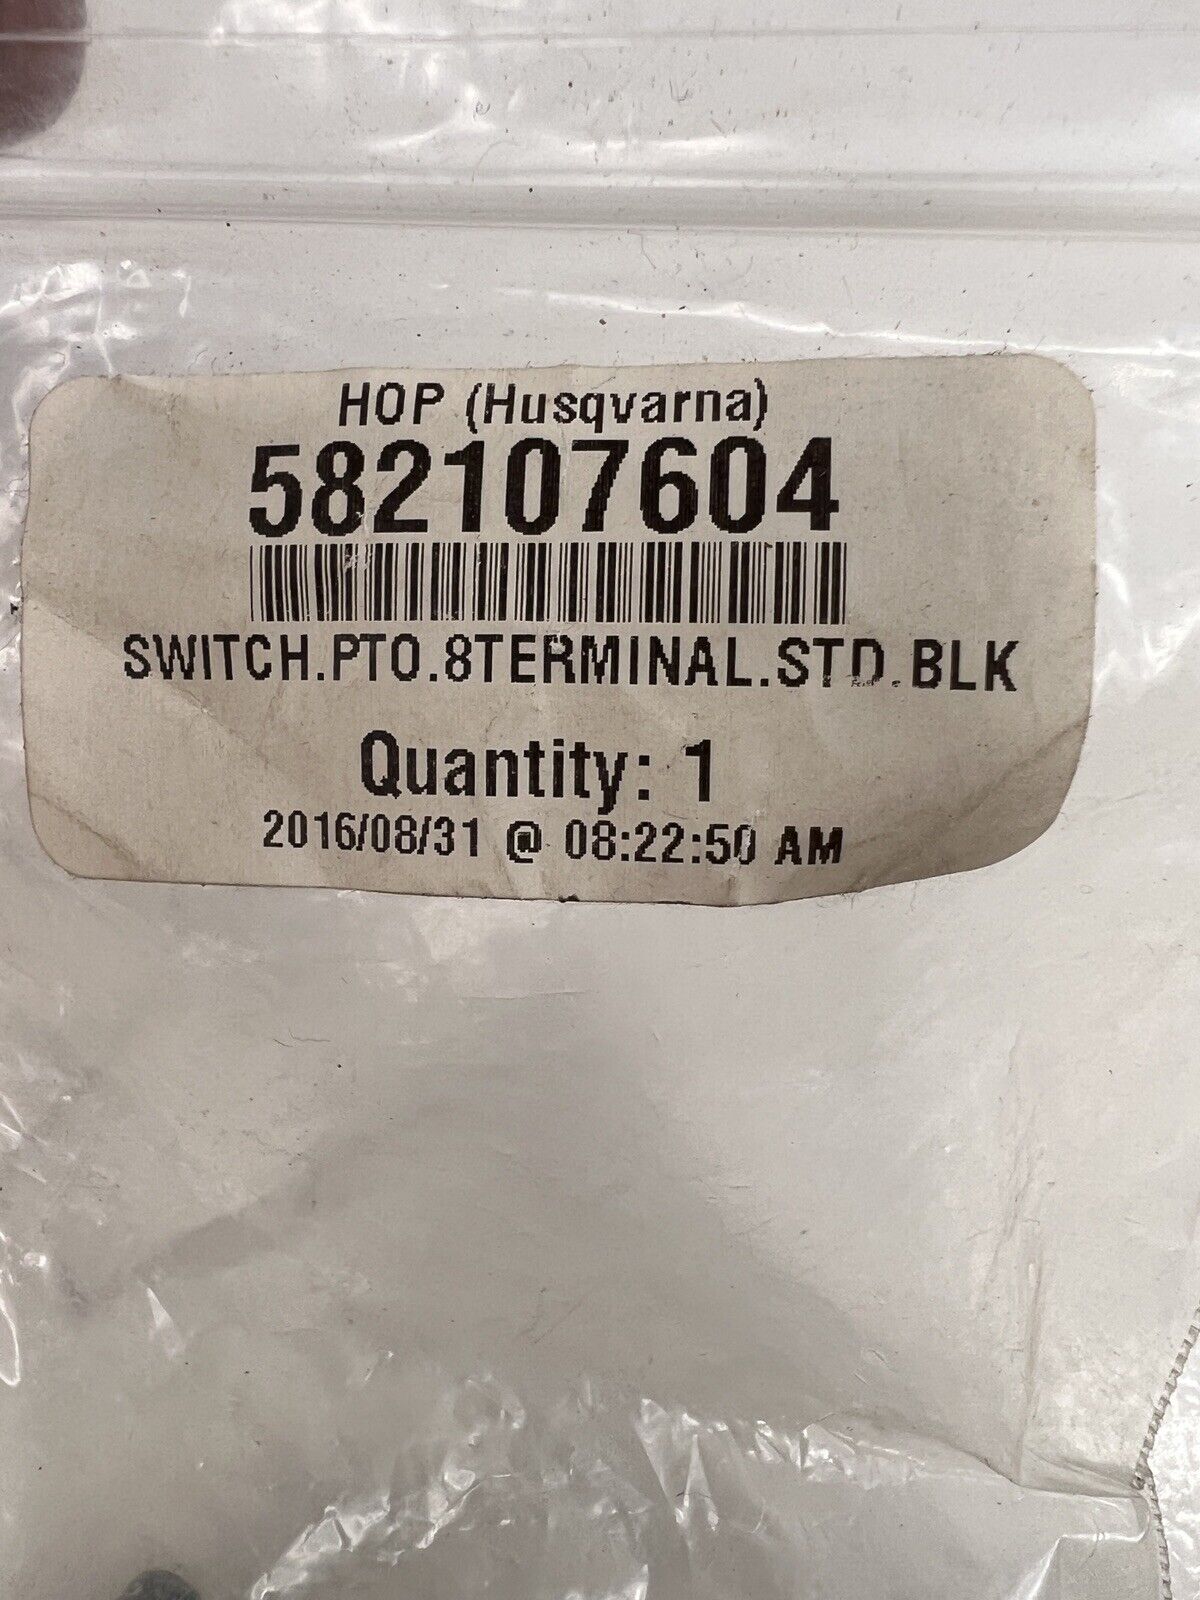 HOP (Husqvarna)
582107604
SWITCH.PTO.8TERMINAL.STD.BLK
Quantity: 1
2016/08/31 @ 08:22:50 AM